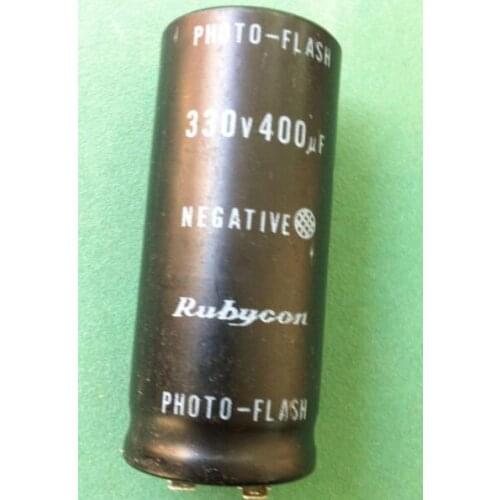 PHOTO-FLASH
330V400μF
NEGATIVE
Rubycon
PHOTO-FLASH